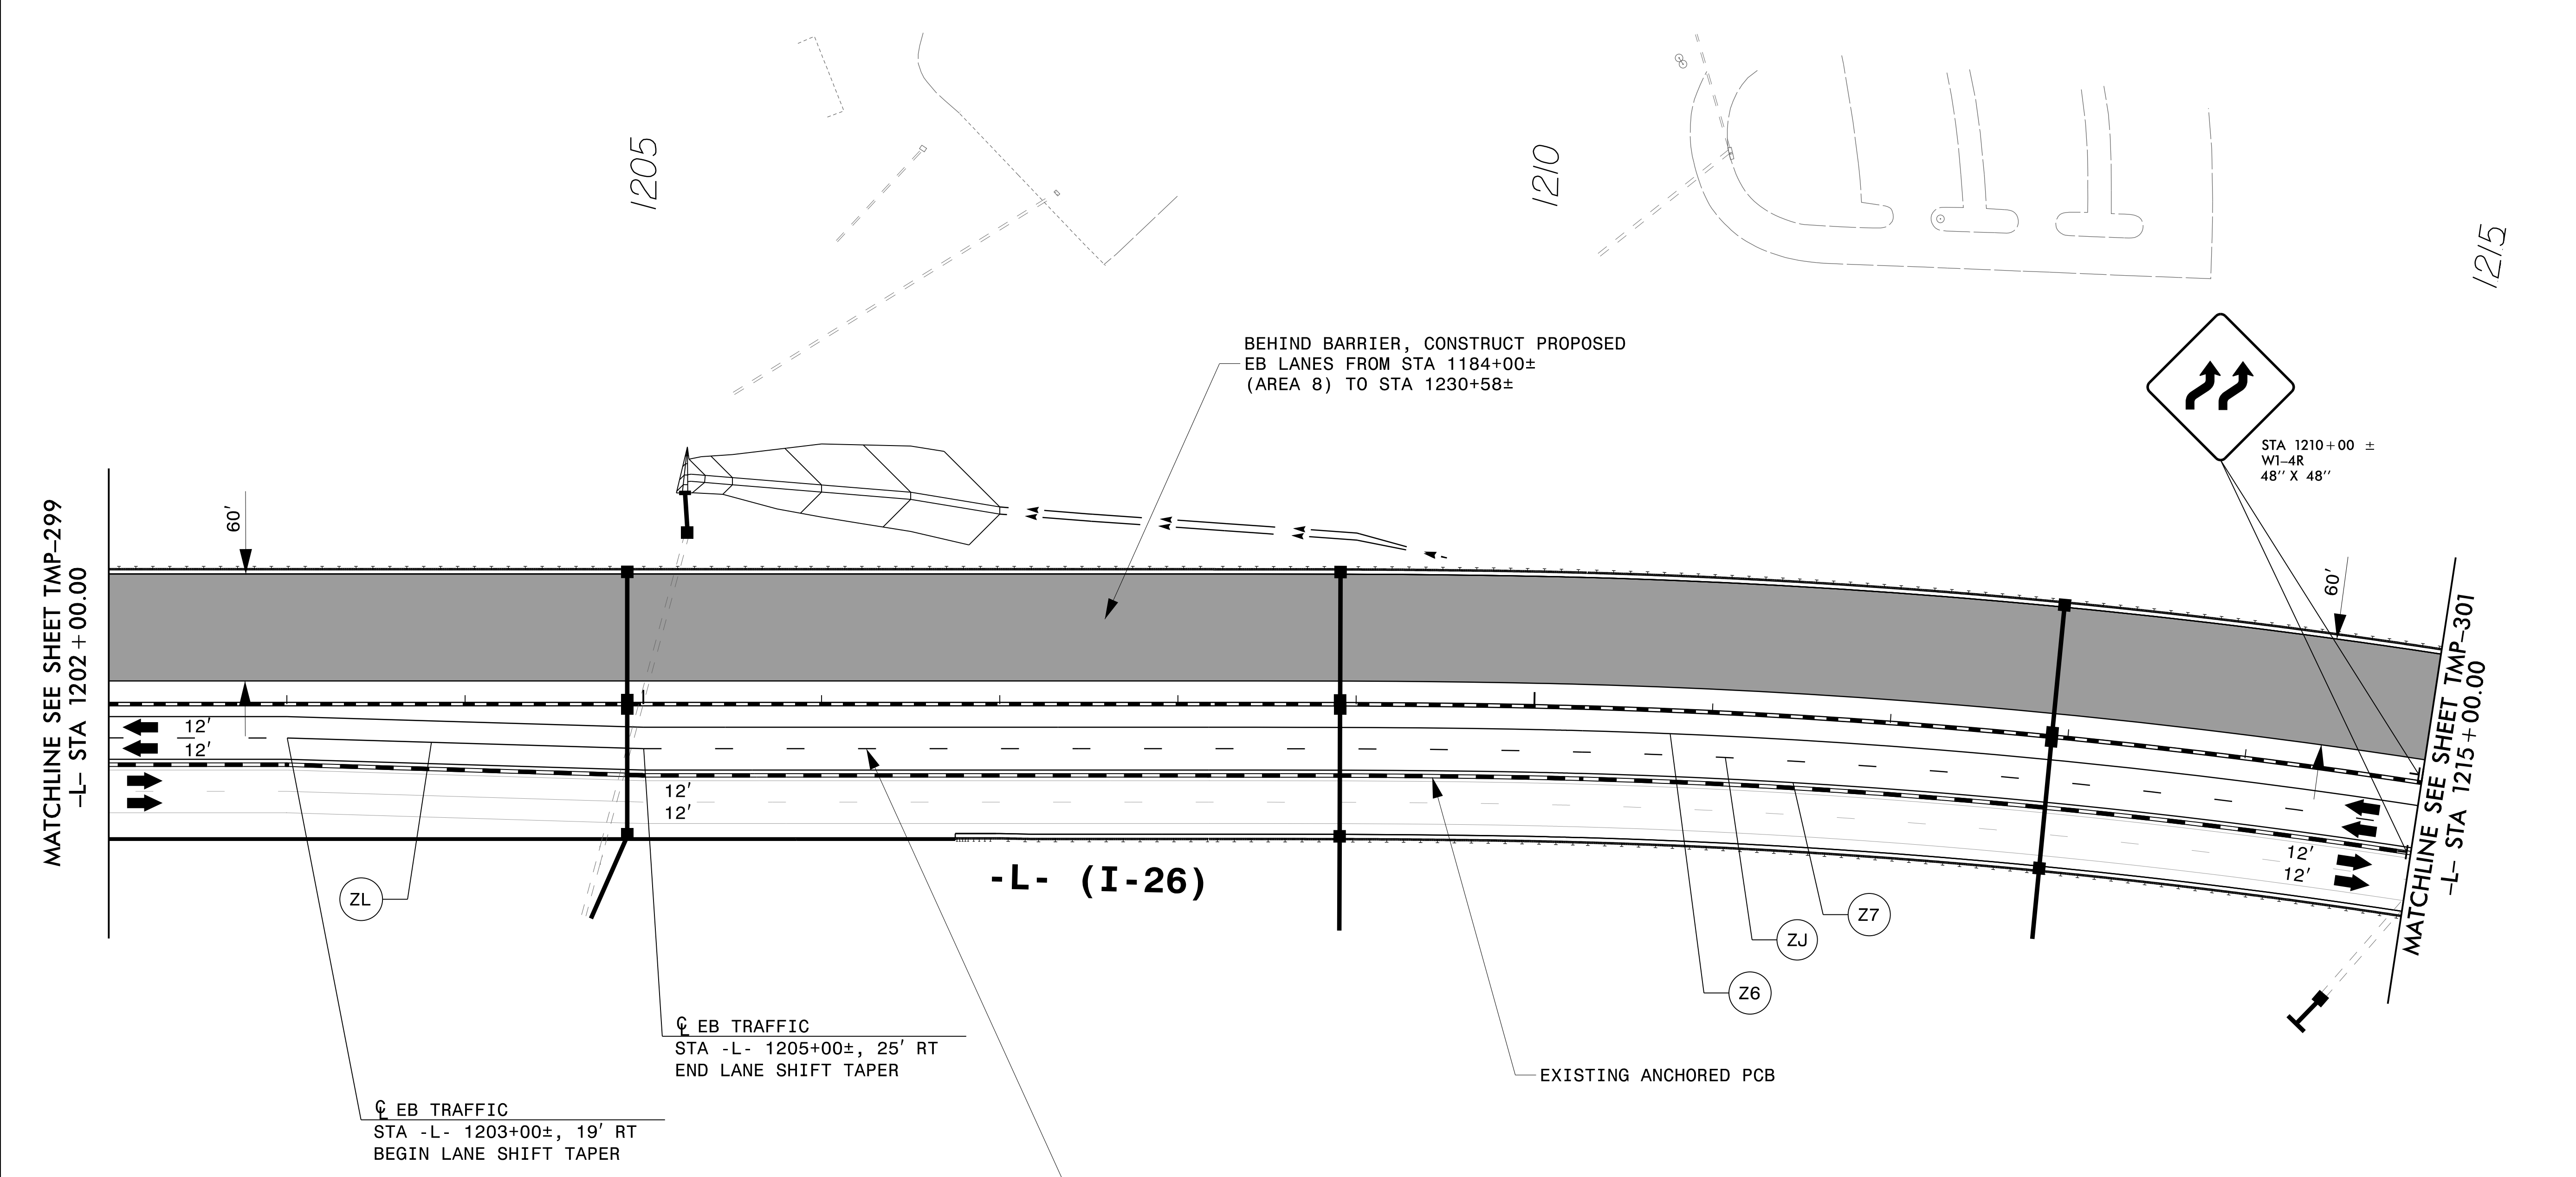 1205
1210
1215
BEHIND BARRIER, CONSTRUCT PROPOSED
EB LANES FROM STA 1184+00±
(AREA 8) TO STA 1230+58±
STA 1210+00 ±
W1-4R
48'' X 48''
MATCHLINE SEE SHEET TMP-299
-L- STA 1202+00.00
60'
60'
MATCHLINE SEE SHEET TMP-301
-L- STA 1215+00.00
12'
12'
12'
12'
12'
12'
-L- (I-26)
ZL
Z7
ZJ
Z6
℄ EB TRAFFIC
STA -L- 1205+00±, 25' RT
END LANE SHIFT TAPER
EXISTING ANCHORED PCB
℄ EB TRAFFIC
STA -L- 1203+00±, 19' RT
BEGIN LANE SHIFT TAPER